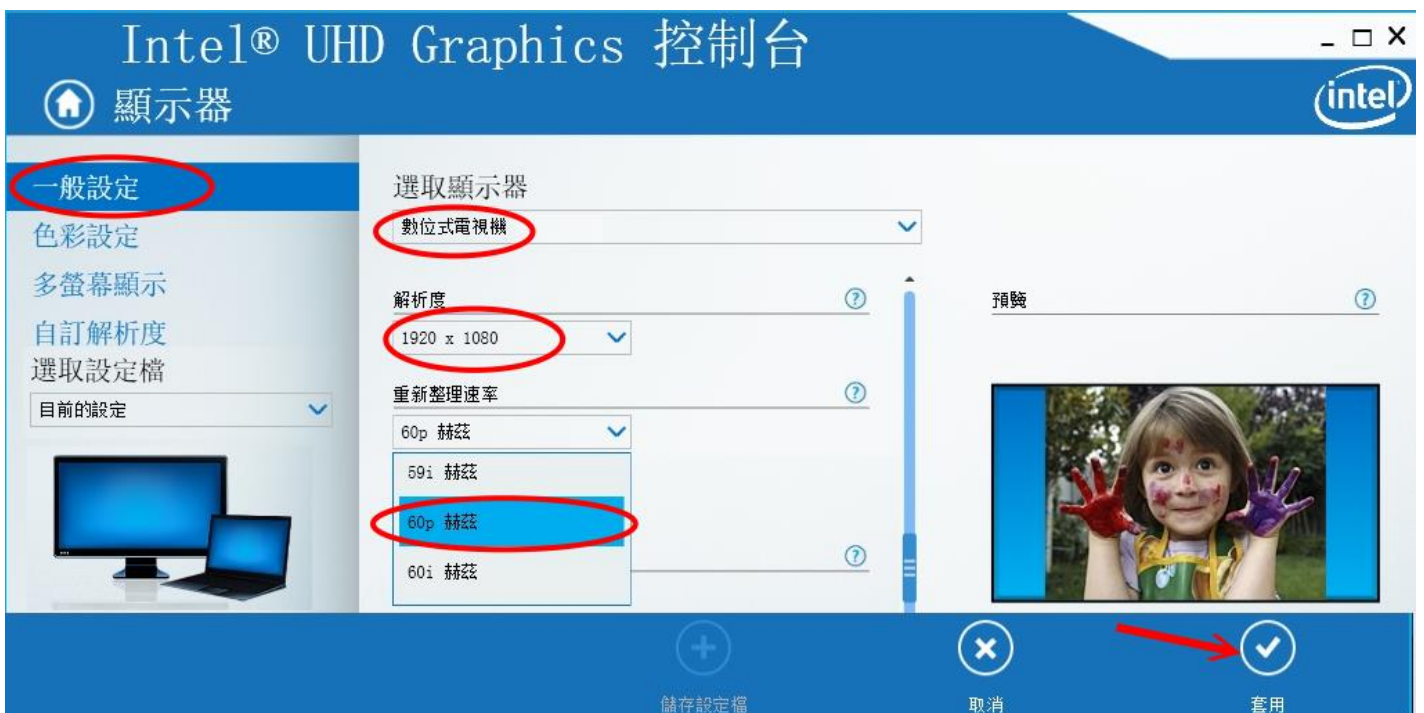 Intel® UHD Graphics 控制台
顯示器
intel
一般設定
色彩設定
多螢幕顯示
自訂解析度
選取設定檔
目前的設定
選取顯示器
數位式電視機
解析度
1920 x 1080
重新整理速率
60p 赫茲
59i 赫茲
60p 赫茲
60i 赫茲
預覽
儲存設定檔
取消
套用